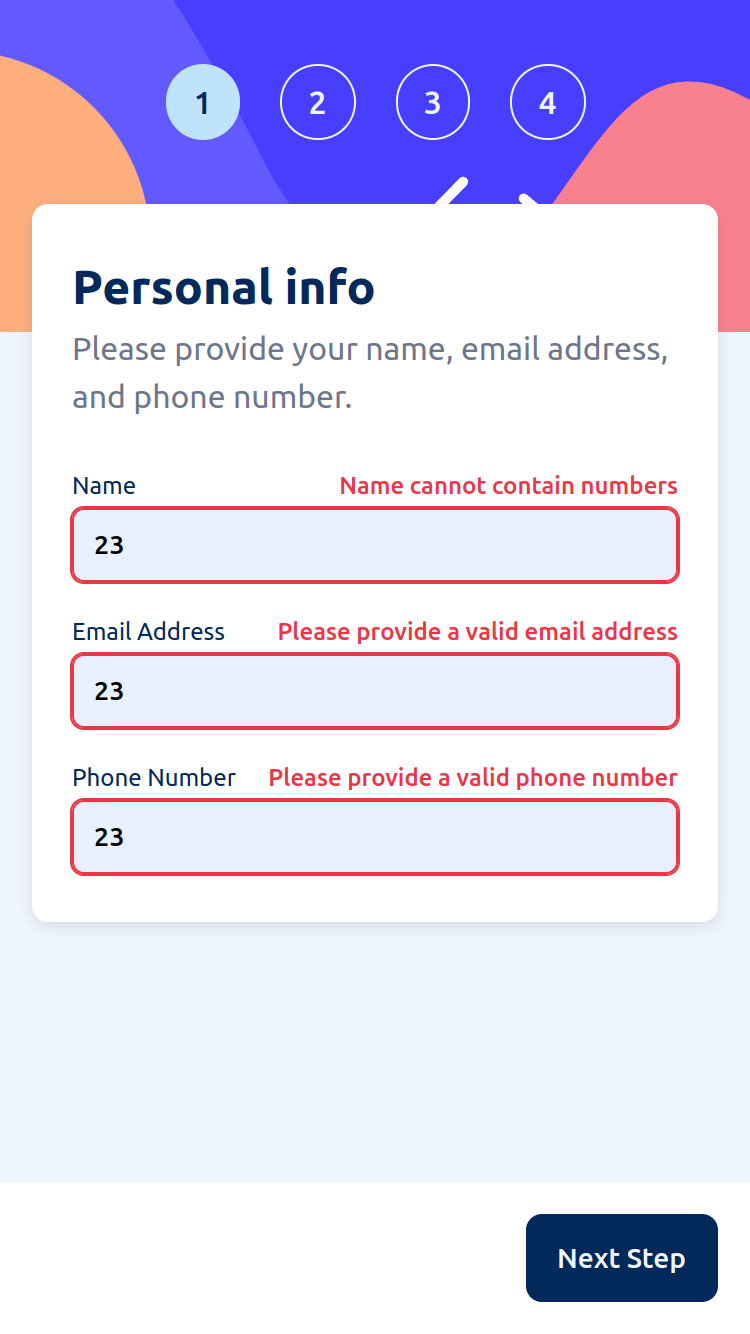 1 2 3 4
Personal info
Please provide your name, email address,
and phone number.
Name Name cannot contain numbers
23
Email Address Please provide a valid email address
23
Phone Number Please provide a valid phone number
23
Next Step